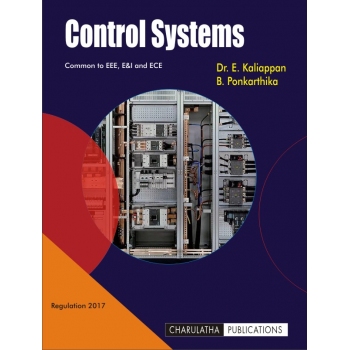 Control Systems
Common to EEE, E&I and ECE
Dr. E. Kaliappan
B. Ponkarthika
Regulation 2017
CHARULATHA PUBLICATIONS